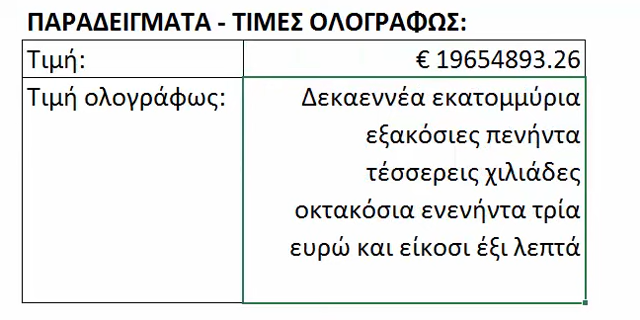 ΠΑΡΑΔΕΙΓΜΑΤΑ - ΤΙΜΕΣ ΟΛΟΓΡΑΦΩΣ:
Τιμή: € 19654893.26
Τιμή ολογράφως: Δεκαεννέα εκατομμύρια
εξακόσιες πενήντα
τέσσερεις χιλιάδες
οκτακόσια ενενήντα τρία
ευρώ και είκοσι έξι λεπτά